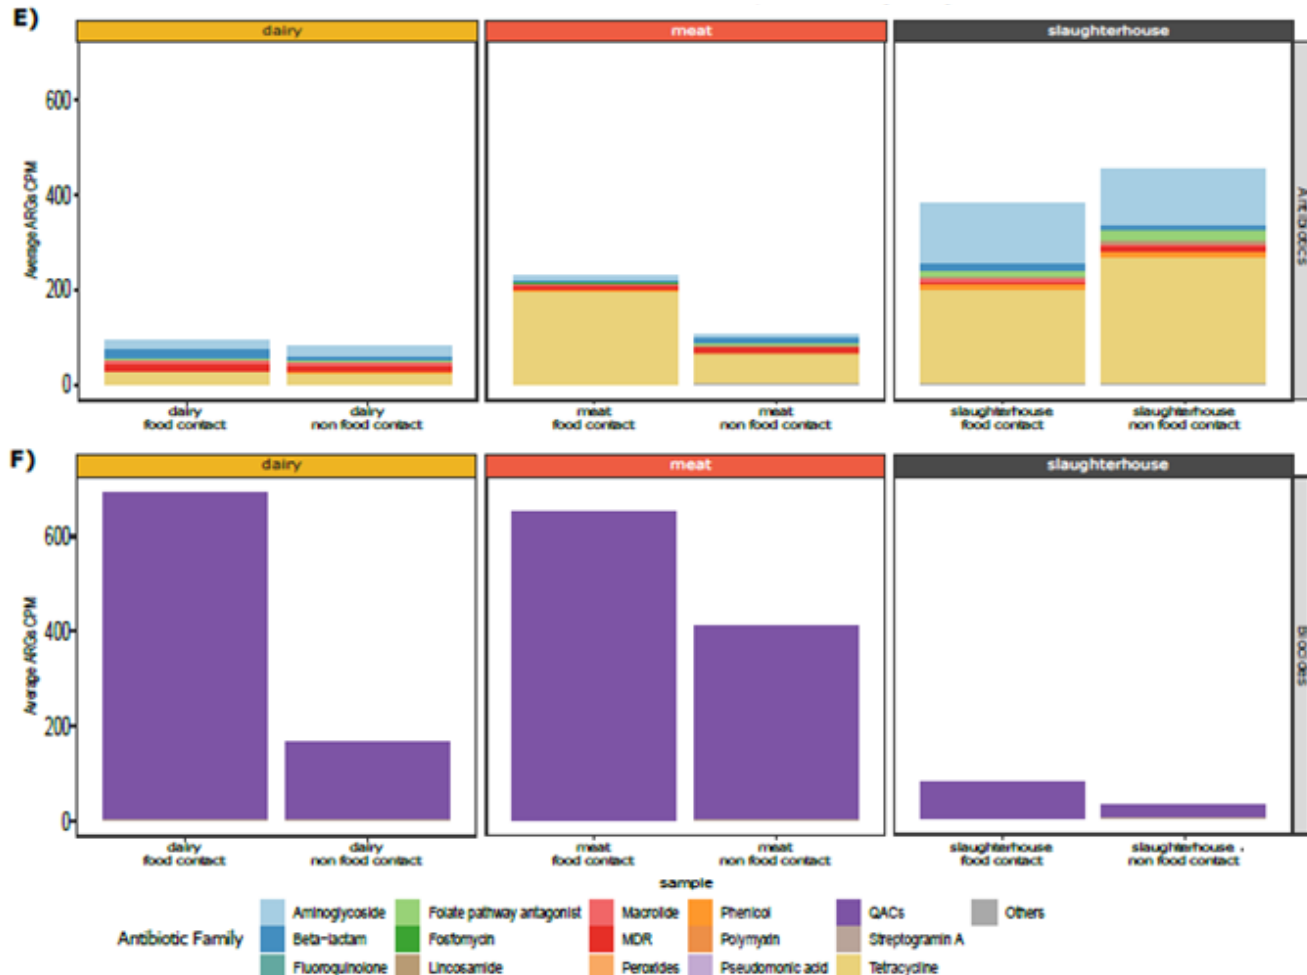 E)
dairy
meat
slaughterhouse
600
400
200
0
Average ARGs CPM
Antibiotics
dairy
food contact
dairy
non food contact
meat
food contact
meat
non food contact
slaughterhouse
food contact
slaughterhouse
non food contact
F)
dairy
meat
slaughterhouse
600
400
200
0
Average ARGs CPM
Biocides
dairy
food contact
dairy
non food contact
meat
food contact
meat
non food contact
slaughterhouse
food contact
slaughterhouse
non food contact
sample
Antibiotic Family
Aminoglycoside
Folate pathway antagonist
Macrolide
Phenicol
QACs
Others
Beta-lactam
Fosfomycin
MDR
Polymyxin
Streptogramin A
Fluoroquinolone
Lincosamide
Peroxides
Pseudomonic acid
Tetracycline